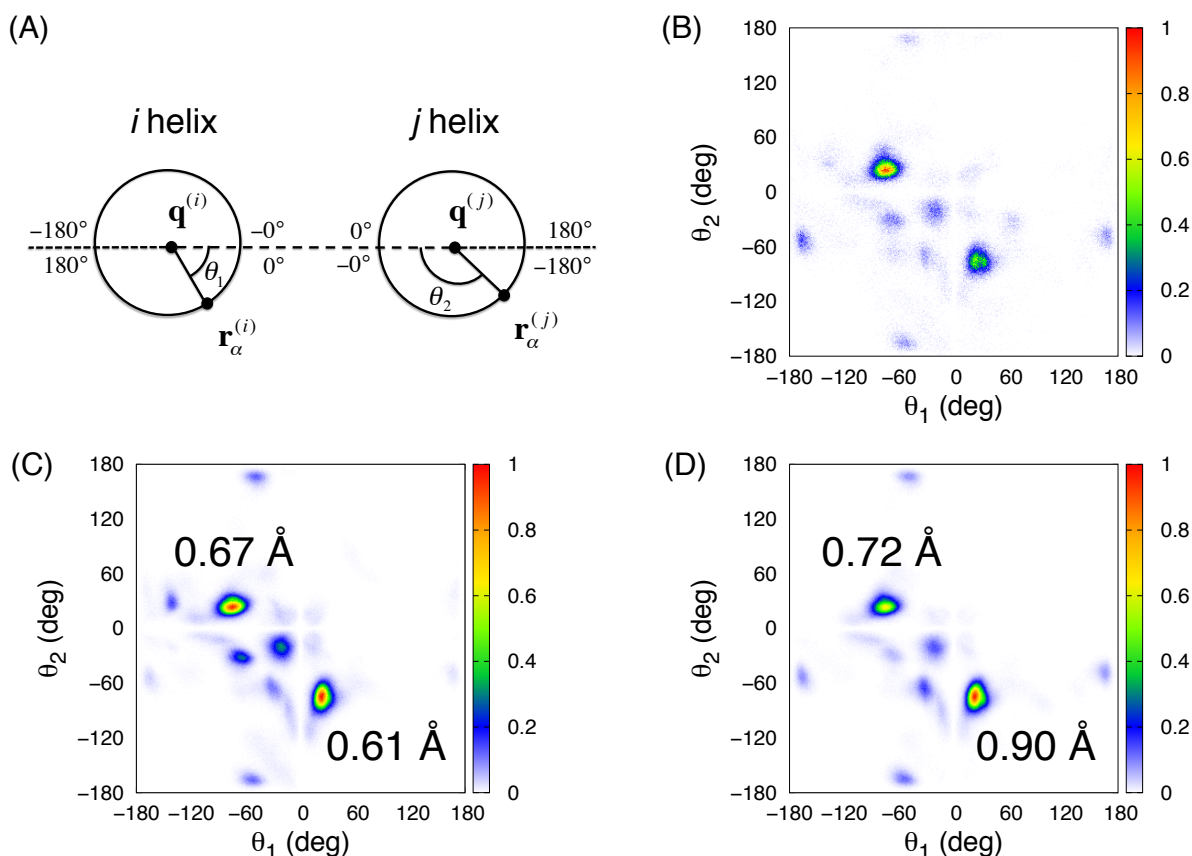 (A)
i helix
j helix
q(i)
q(j)
−180°
−0°
0°
180°
180°
0°
−0°
−180°
θ1
θ2
rα(i)
rα(j)
(B)
180
120
60
0
−60
−120
−180
θ2 (deg)
−180 −120 −60 0 60 120 180
θ1 (deg)
1
0.8
0.6
0.4
0.2
0
(C)
180
120
60
0
−60
−120
−180
θ2 (deg)
0.67 Å
0.61 Å
−180 −120 −60 0 60 120 180
θ1 (deg)
1
0.8
0.6
0.4
0.2
0
(D)
180
120
60
0
−60
−120
−180
θ2 (deg)
0.72 Å
0.90 Å
−180 −120 −60 0 60 120 180
θ1 (deg)
1
0.8
0.6
0.4
0.2
0